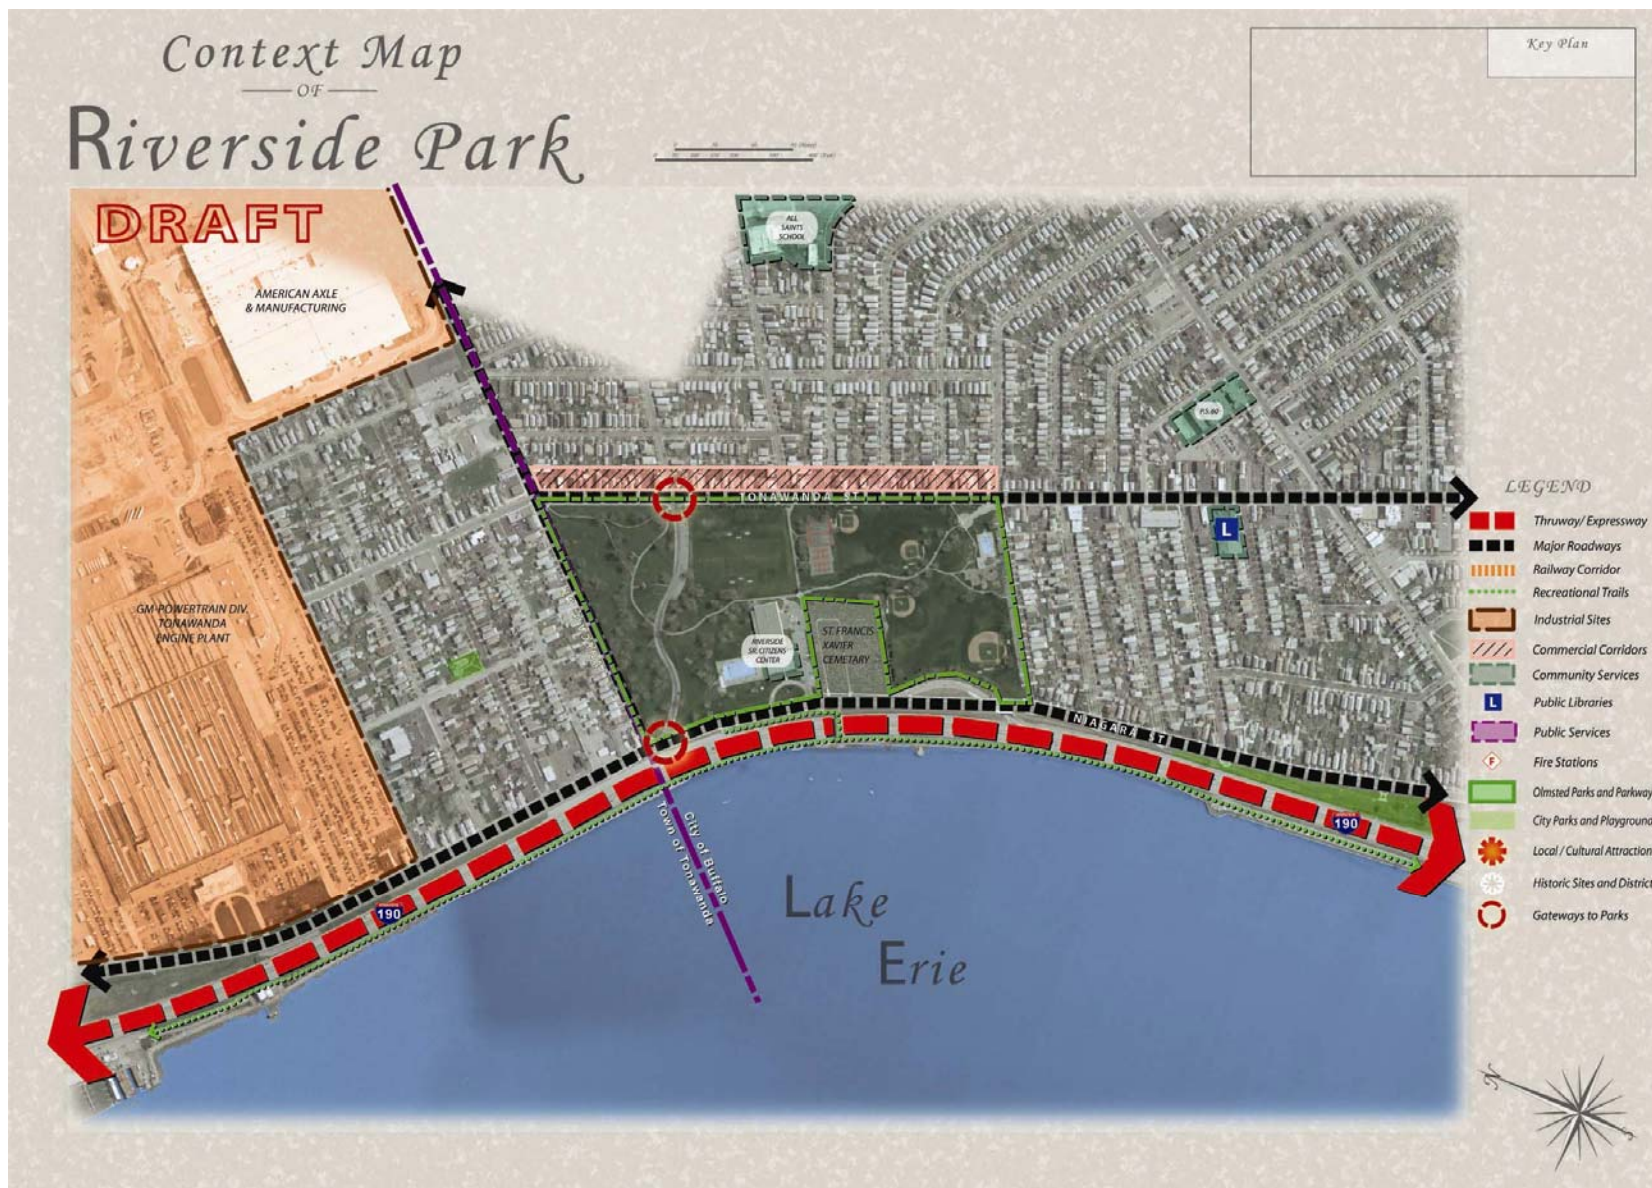 Context Map
OF
Riverside Park
Key Plan
DRAFT
ALL
SAINTS
SCHOOL
AMERICAN AXLE
& MANUFACTURING
P.S. 60
TONAWANDA ST
LEGEND
Thruway/ Expressway
L
Major Roadways
Railway Corridor
Recreational Trails
GM-POWERTRAIN DIV.
TONAWANDA
ENGINE PLANT
Industrial Sites
RIVERSIDE
SR. CITIZENS
CENTER
ST. FRANCIS
XAVIER
CEMETARY
Commercial Corridors
Community Services
L Public Libraries
NIAGARA ST
Public Services
F Fire Stations
Olmsted Parks and Parkway
City Parks and Playground
190
Local / Cultural Attraction
City of Buffalo
Town of Tonawanda
Historic Sites and District
190
Gateways to Parks
Lake
Erie
N
S